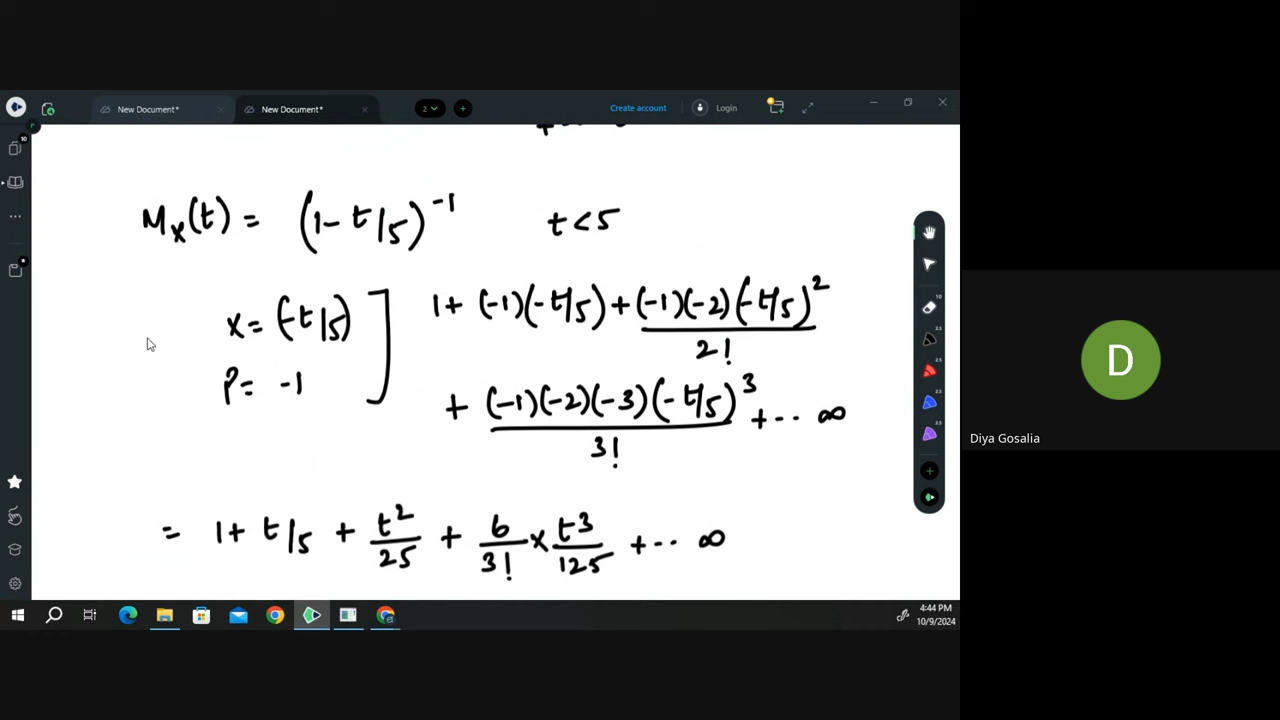 New Document*
New Document*
2
Create account
Login
M_X(t) = (1 - t/5)^{-1} t < 5
x = (-t/5)
P = -1
1 + (-1)(-t/5) + (-1)(-2)(-t/5)^2 / 2!
+ (-1)(-2)(-3)(-t/5)^3 / 3! + ·· ∞
= 1 + t/5 + t^2/25 + 6/3! × t^3/125 + ·· ∞
D
Diya Gosalia
4:44 PM
10/9/2024